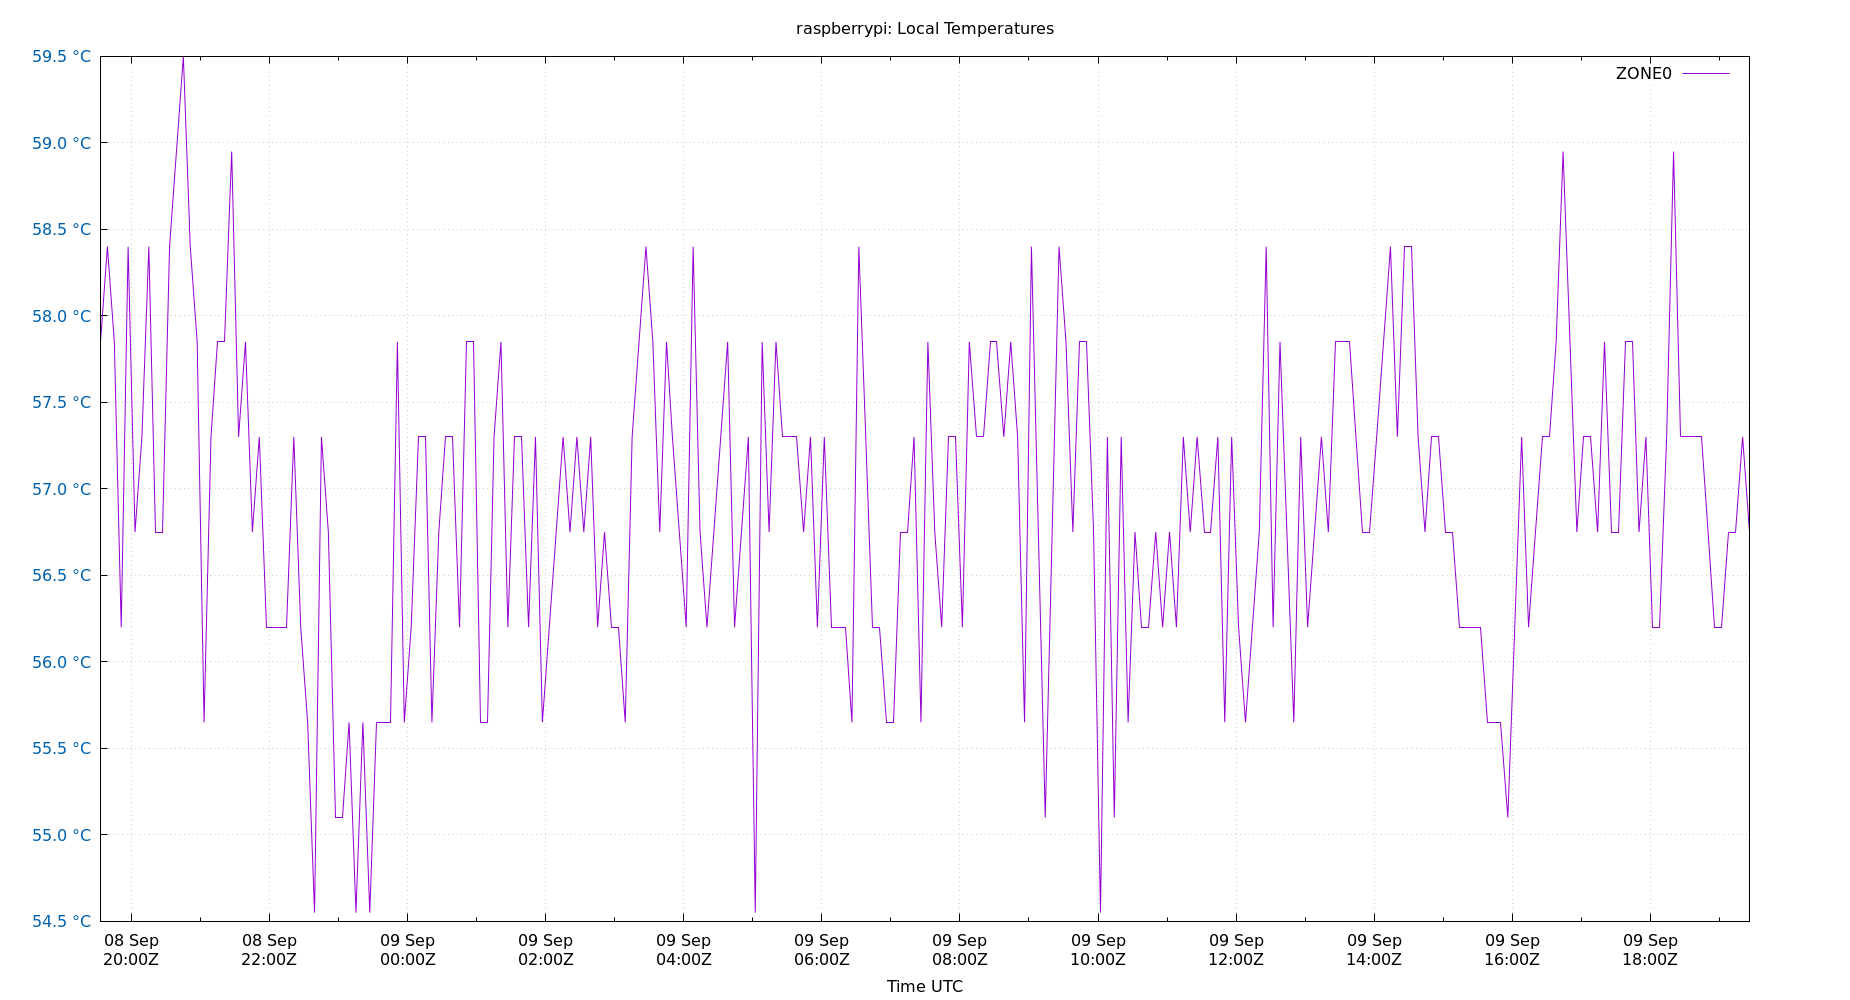 raspberrypi: Local Temperatures
59.5 °C
ZONE0
59.0 °C
58.5 °C
58.0 °C
57.5 °C
57.0 °C
56.5 °C
56.0 °C
55.5 °C
55.0 °C
54.5 °C
08 Sep 08 Sep 09 Sep 09 Sep 09 Sep 09 Sep 09 Sep 09 Sep 09 Sep 09 Sep 09 Sep 09 Sep
20:00Z 22:00Z 00:00Z 02:00Z 04:00Z 06:00Z 08:00Z 10:00Z 12:00Z 14:00Z 16:00Z 18:00Z
Time UTC